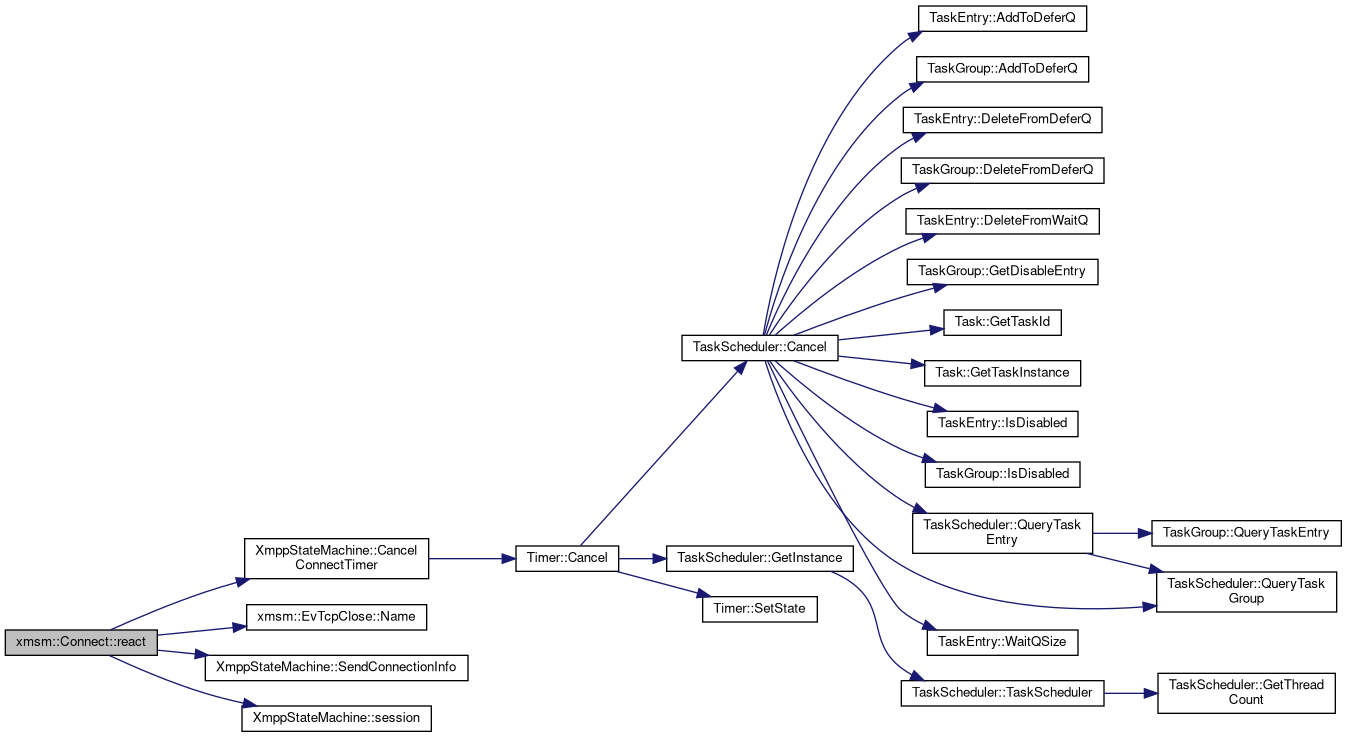 TaskEntry::AddToDeferQ
TaskGroup::AddToDeferQ
TaskEntry::DeleteFromDeferQ
TaskGroup::DeleteFromDeferQ
TaskEntry::DeleteFromWaitQ
TaskGroup::GetDisableEntry
Task::GetTaskId
TaskScheduler::Cancel
Task::GetTaskInstance
TaskEntry::IsDisabled
TaskGroup::IsDisabled
TaskScheduler::QueryTask
Entry
TaskGroup::QueryTaskEntry
XmppStateMachine::Cancel
ConnectTimer
Timer::Cancel
TaskScheduler::GetInstance
TaskScheduler::QueryTask
Group
Timer::SetState
xmsm::EvTcpClose::Name
xmsm::Connect::react
TaskEntry::WaitQSize
XmppStateMachine::SendConnectionInfo
TaskScheduler::TaskScheduler
TaskScheduler::GetThread
Count
XmppStateMachine::session